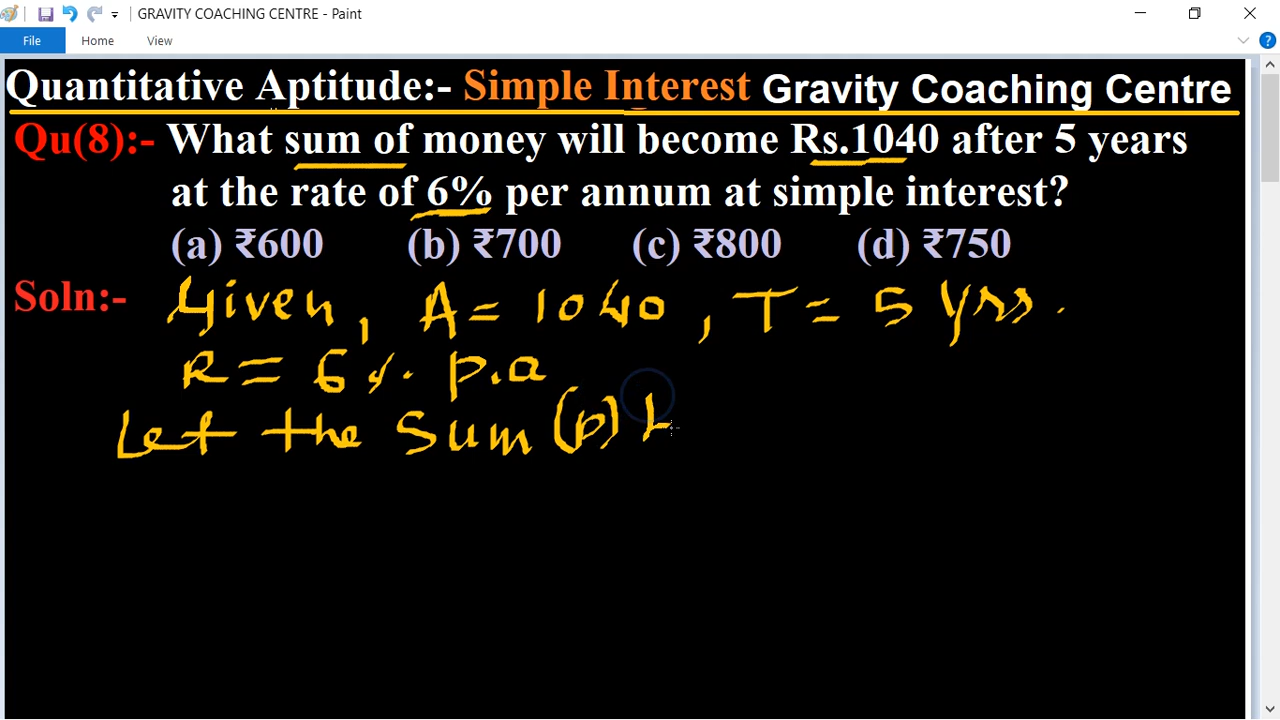 GRAVITY COACHING CENTRE - Paint
File Home View
Quantitative Aptitude:- Simple Interest Gravity Coaching Centre
Qu(8):- What sum of money will become Rs.1040 after 5 years
at the rate of 6% per annum at simple interest?
(a) ₹600 (b) ₹700 (c) ₹800 (d) ₹750
Soln:- Given, A = 1040, T = 5 yrs.
R = 6%. p.a
Let the Sum (p)